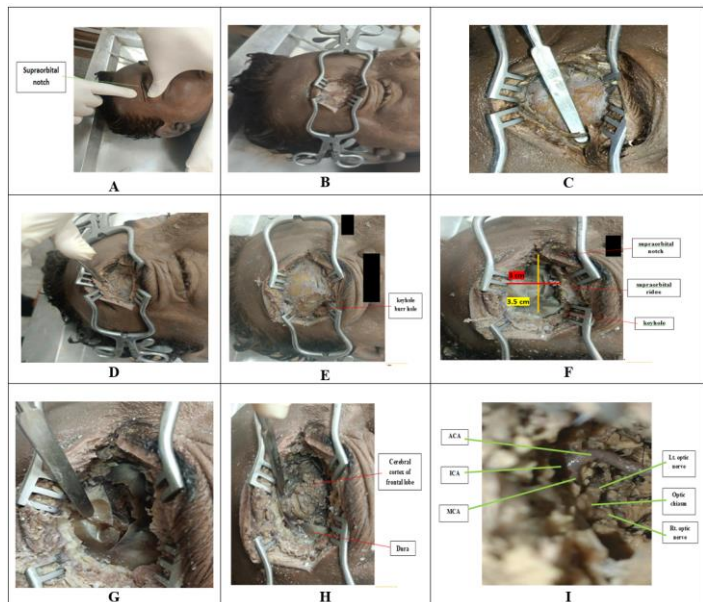 Supraorbital
notch
A
B
C
D
keyhole
burr hole
E
3 cm
3.5 cm
supraorbital
notch
supraorbital
ridge
keyhole
F
G
Cerebral
cortex of
frontal lobe
Dura
H
ACA
ICA
MCA
Lt. optic
nerve
Optic
chiasm
Rt. optic
nerve
I